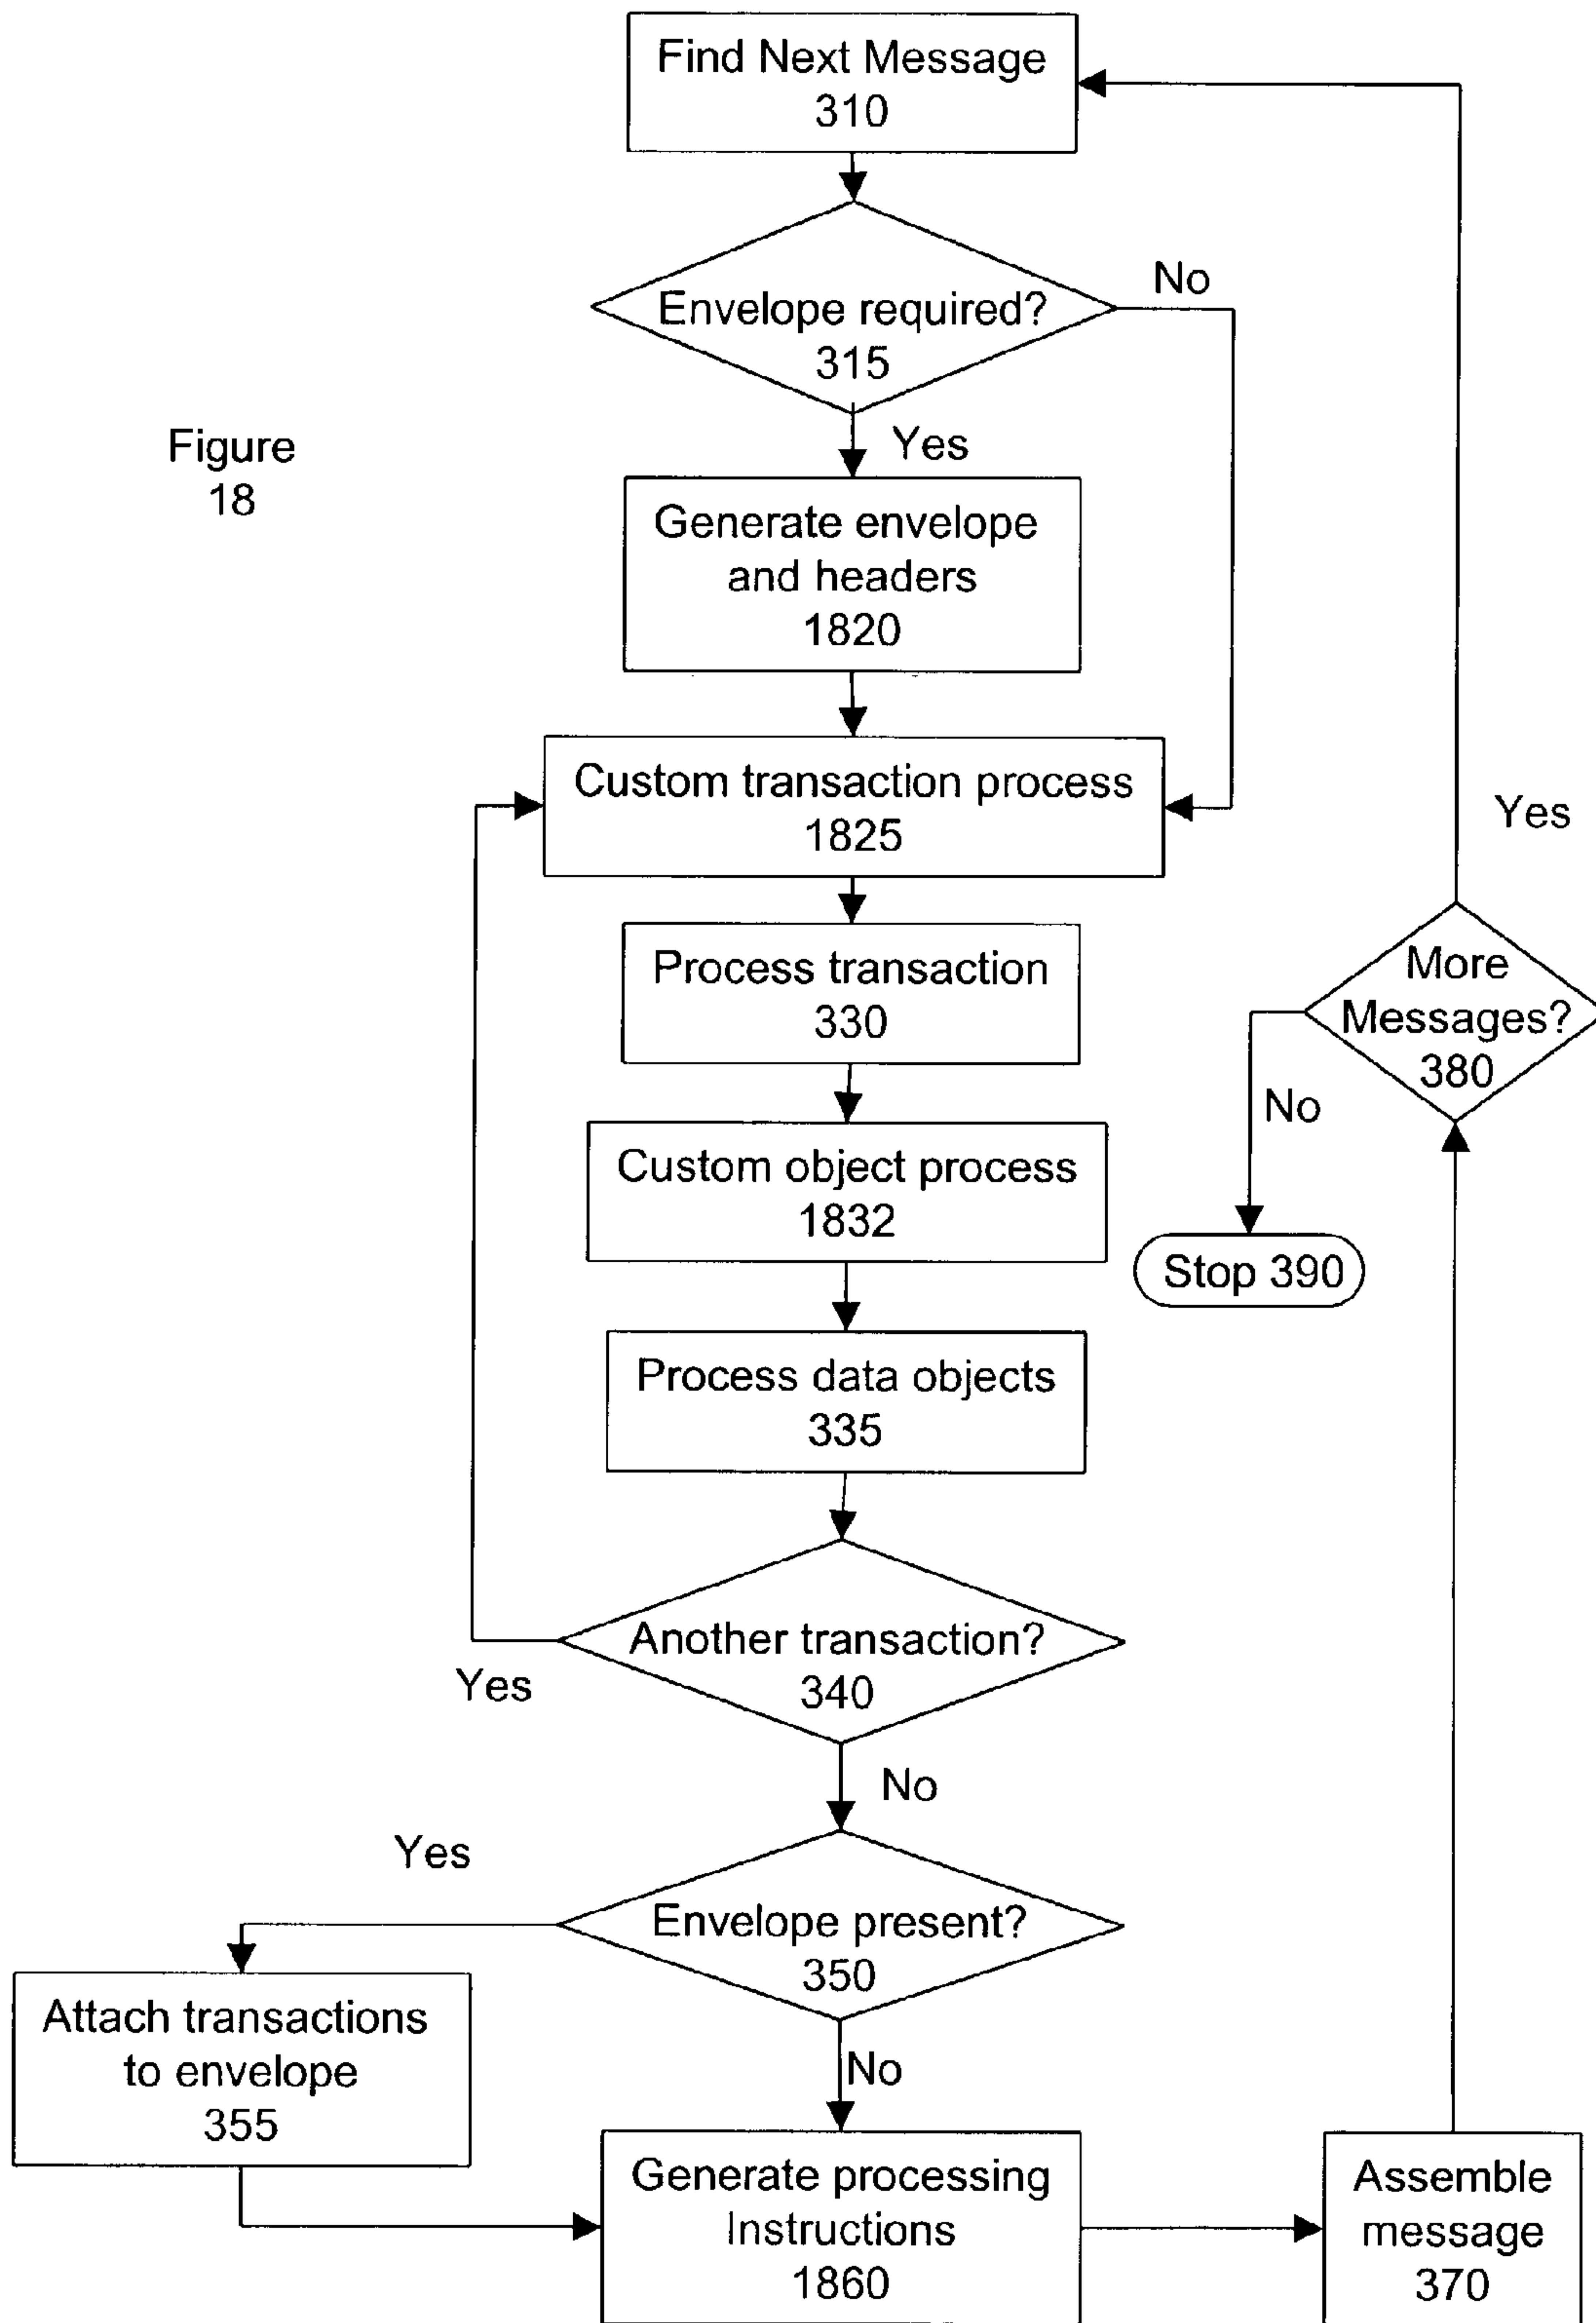 Find Next Message
310
Envelope required?
315
No
Yes
Figure
18
Generate envelope
and headers
1820
Custom transaction process
1825
Yes
Process transaction
330
More
Messages?
380
No
Custom object process
1832
Stop 390
Process data objects
335
Another transaction?
340
Yes
No
Yes
Envelope present?
350
Attach transactions
to envelope
355
No
Generate processing
Instructions
1860
Assemble
message
370